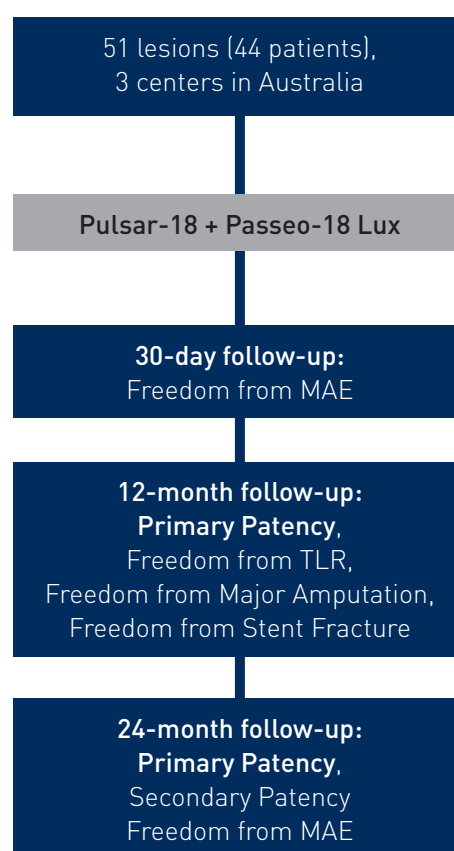 51 lesions (44 patients),
3 centers in Australia
Pulsar-18 + Passeo-18 Lux
30-day follow-up:
Freedom from MAE
12-month follow-up:
Primary Patency,
Freedom from TLR,
Freedom from Major Amputation,
Freedom from Stent Fracture
24-month follow-up:
Primary Patency,
Secondary Patency
Freedom from MAE